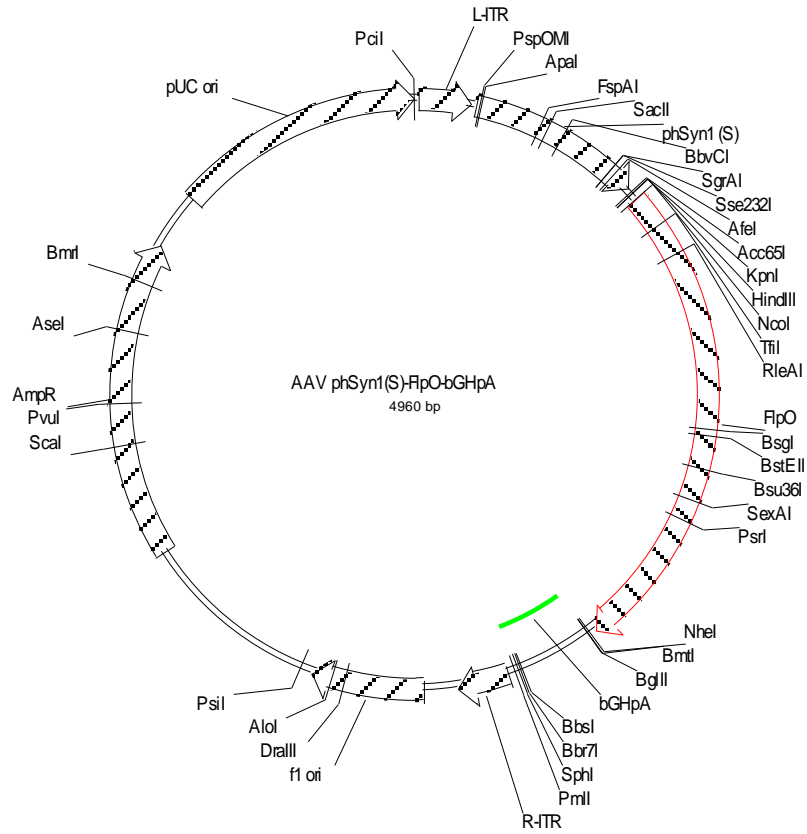 L-ITR
PciI
PspOMI
ApaI
pUC ori
FspAI
SacII
phSyn1 (S)
BbvCI
SgrAI
Sse232I
AfeI
Acc65I
KpnI
HindIII
NcoI
TfiI
RleAI
BmrI
AseI
AmpR
PvuI
ScaI
AAV phSyn1(S)-FlpO-bGHpA
4960 bp
FlpO
BsgI
BstEII
Bsu36I
SexAI
PsrI
NheI
BmtI
BglII
bGHpA
PsiI
AloI
DraIII
f1 ori
BbsI
Bbr7I
SphI
PmlI
R-ITR